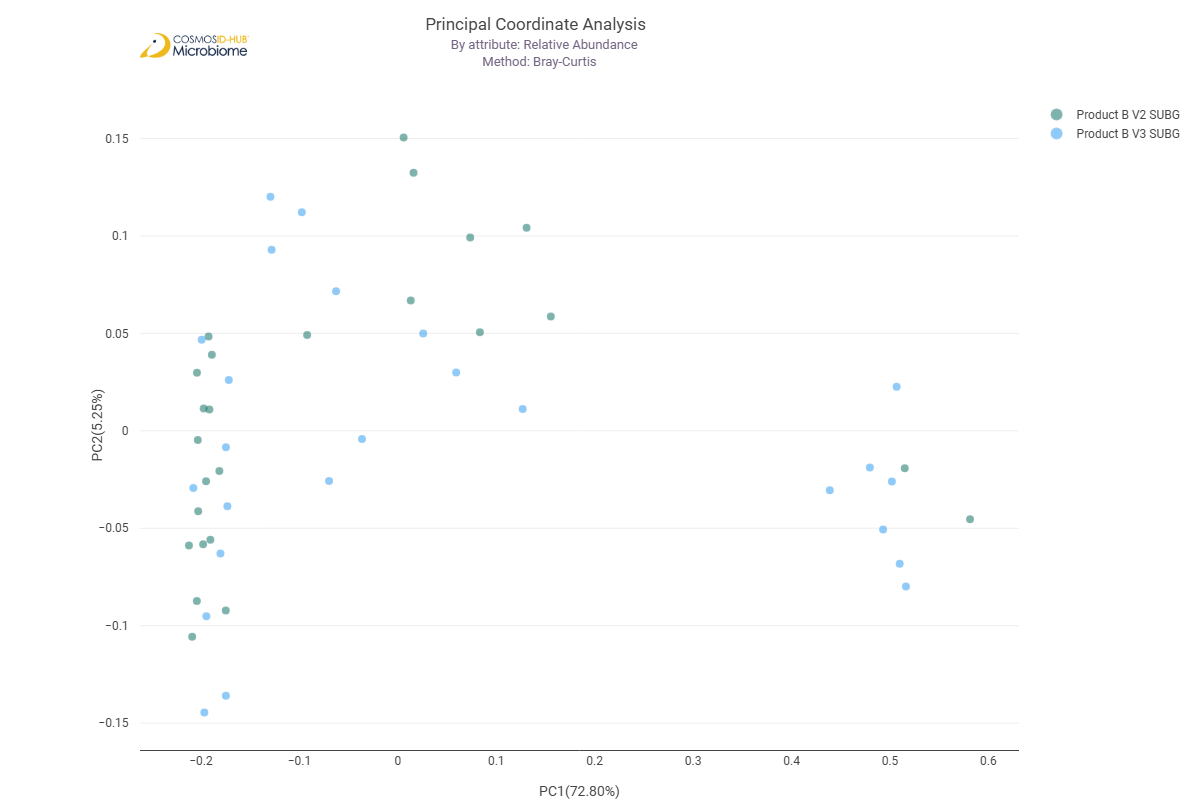 Principal Coordinate Analysis
By attribute: Relative Abundance
Method: Bray-Curtis
COSMOSID-HUB
Microbiome
Product B V2 SUBG
Product B V3 SUBG
0.15
0.1
0.05
0
−0.05
−0.1
−0.15
PC2(5.25%)
−0.2
−0.1
0
0.1
0.2
0.3
0.4
0.5
0.6
PC1(72.80%)